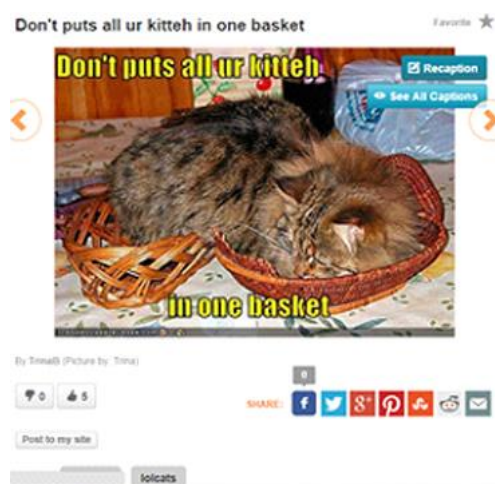 Don't puts all ur kitteh in one basket
Favorite
Don't puts all ur kitteh
Recaption
See All Captions
in one basket
By TrinaB (Picture by: Trina)
0
0
5
SHARE:
f
8+
Post to my site
lolcats